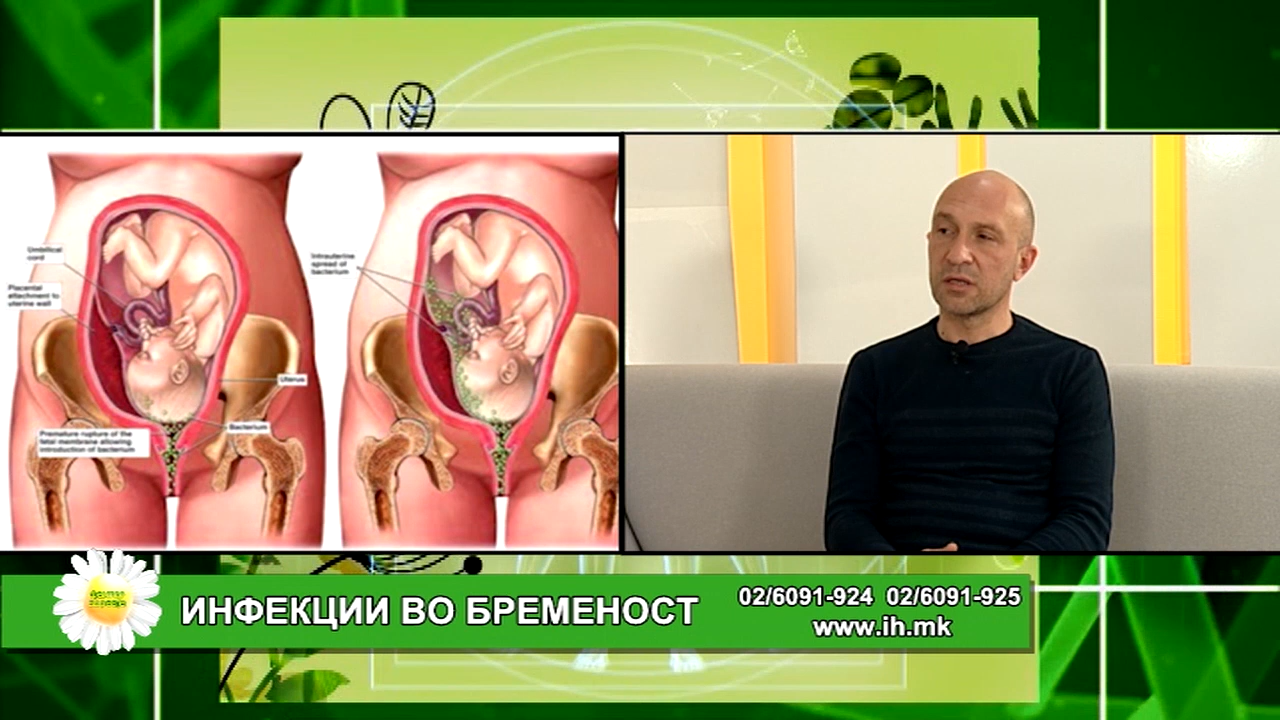 Umbilical
cord
Placental
attachment to
uterine wall
Intrauterine
spread of
bacterium
Uterus
Bacterium
Premature rupture of the
fetal membrane allowing
introduction of bacterium
ИНФЕКЦИИ ВО БРЕМЕНОСТ
02/6091-924 02/6091-925
www.ih.mk